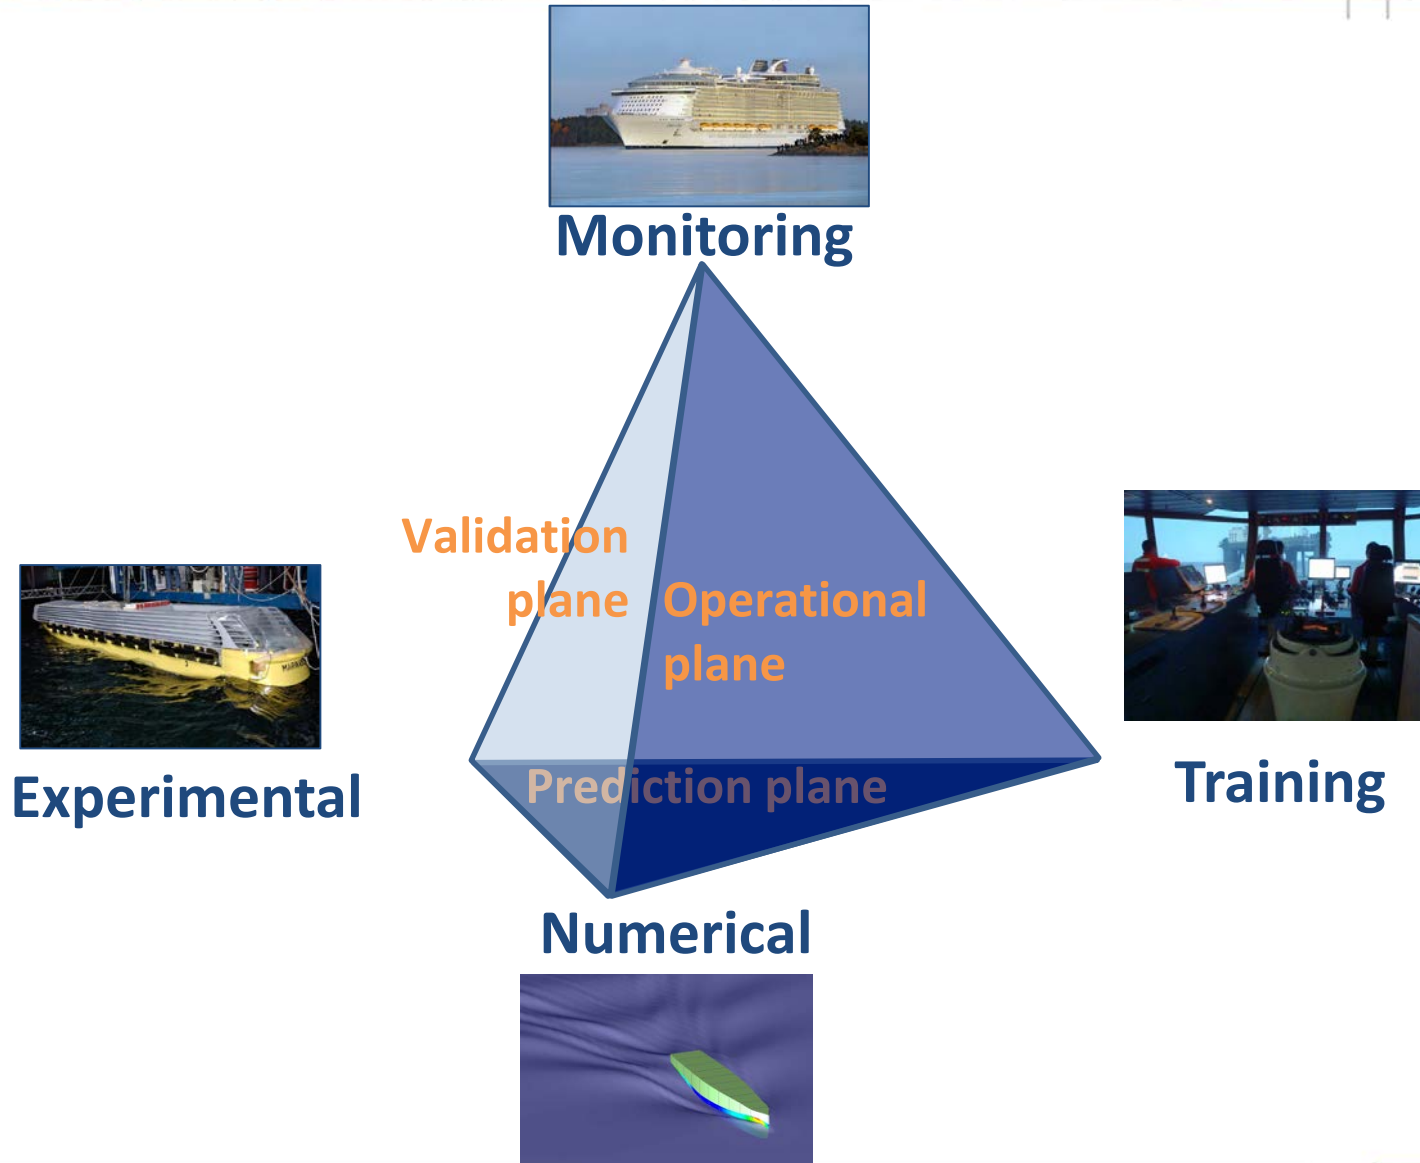 Monitoring
Validation
plane
Operational
plane
Prediction plane
Experimental
Training
Numerical